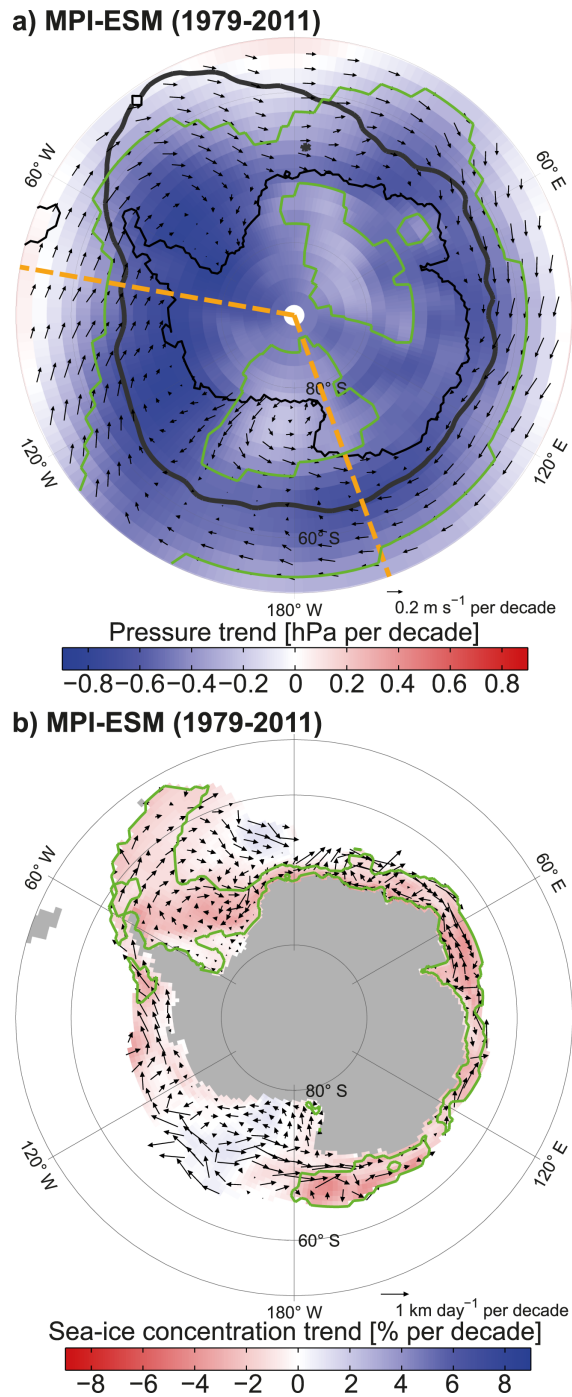 a) MPI-ESM (1979-2011)
60° W
60° E
80° S
120° W
120° E
60° S
180° W
0.2 m s⁻¹ per decade
Pressure trend [hPa per decade]
−0.8 −0.6 −0.4 −0.2 0 0.2 0.4 0.6 0.8
b) MPI-ESM (1979-2011)
60° W
60° E
80° S
120° W
120° E
60° S
180° W
1 km day⁻¹ per decade
Sea-ice concentration trend [% per decade]
−8 −6 −4 −2 0 2 4 6 8